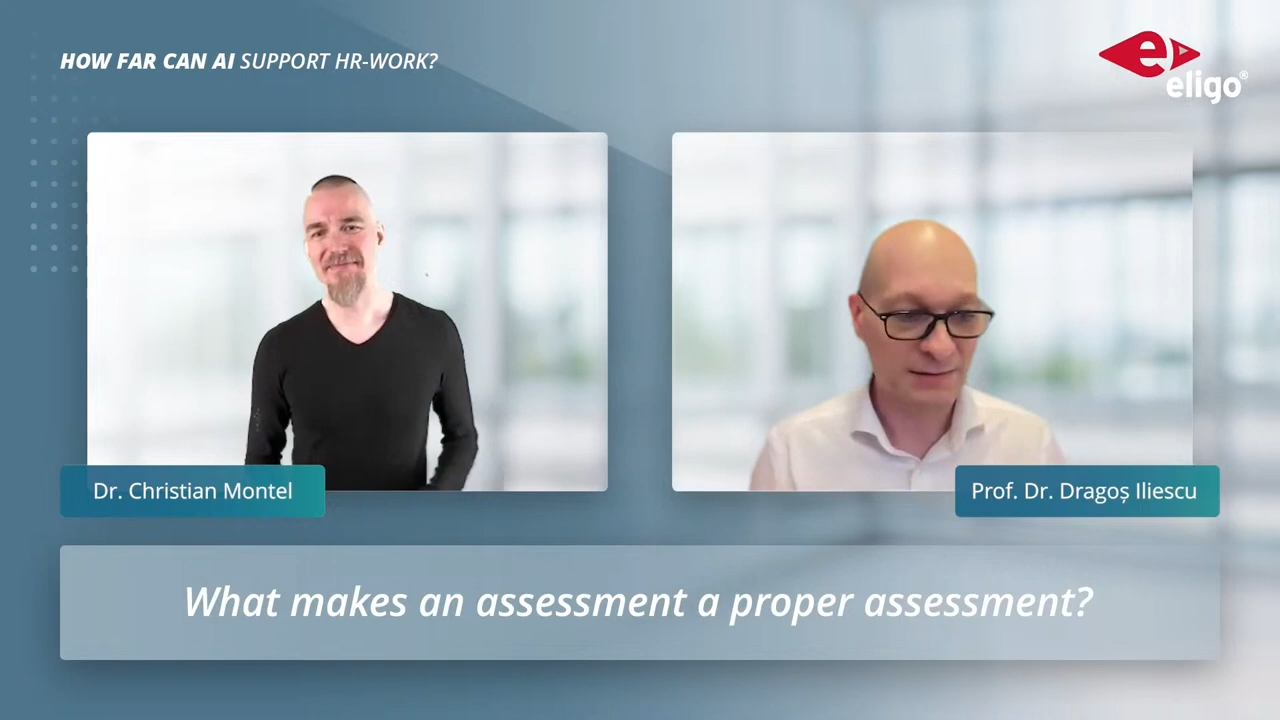 HOW FAR CAN AI SUPPORT HR-WORK?
e
eligo®
Dr. Christian Montel
Prof. Dr. Dragoș Iliescu
What makes an assessment a proper assessment?